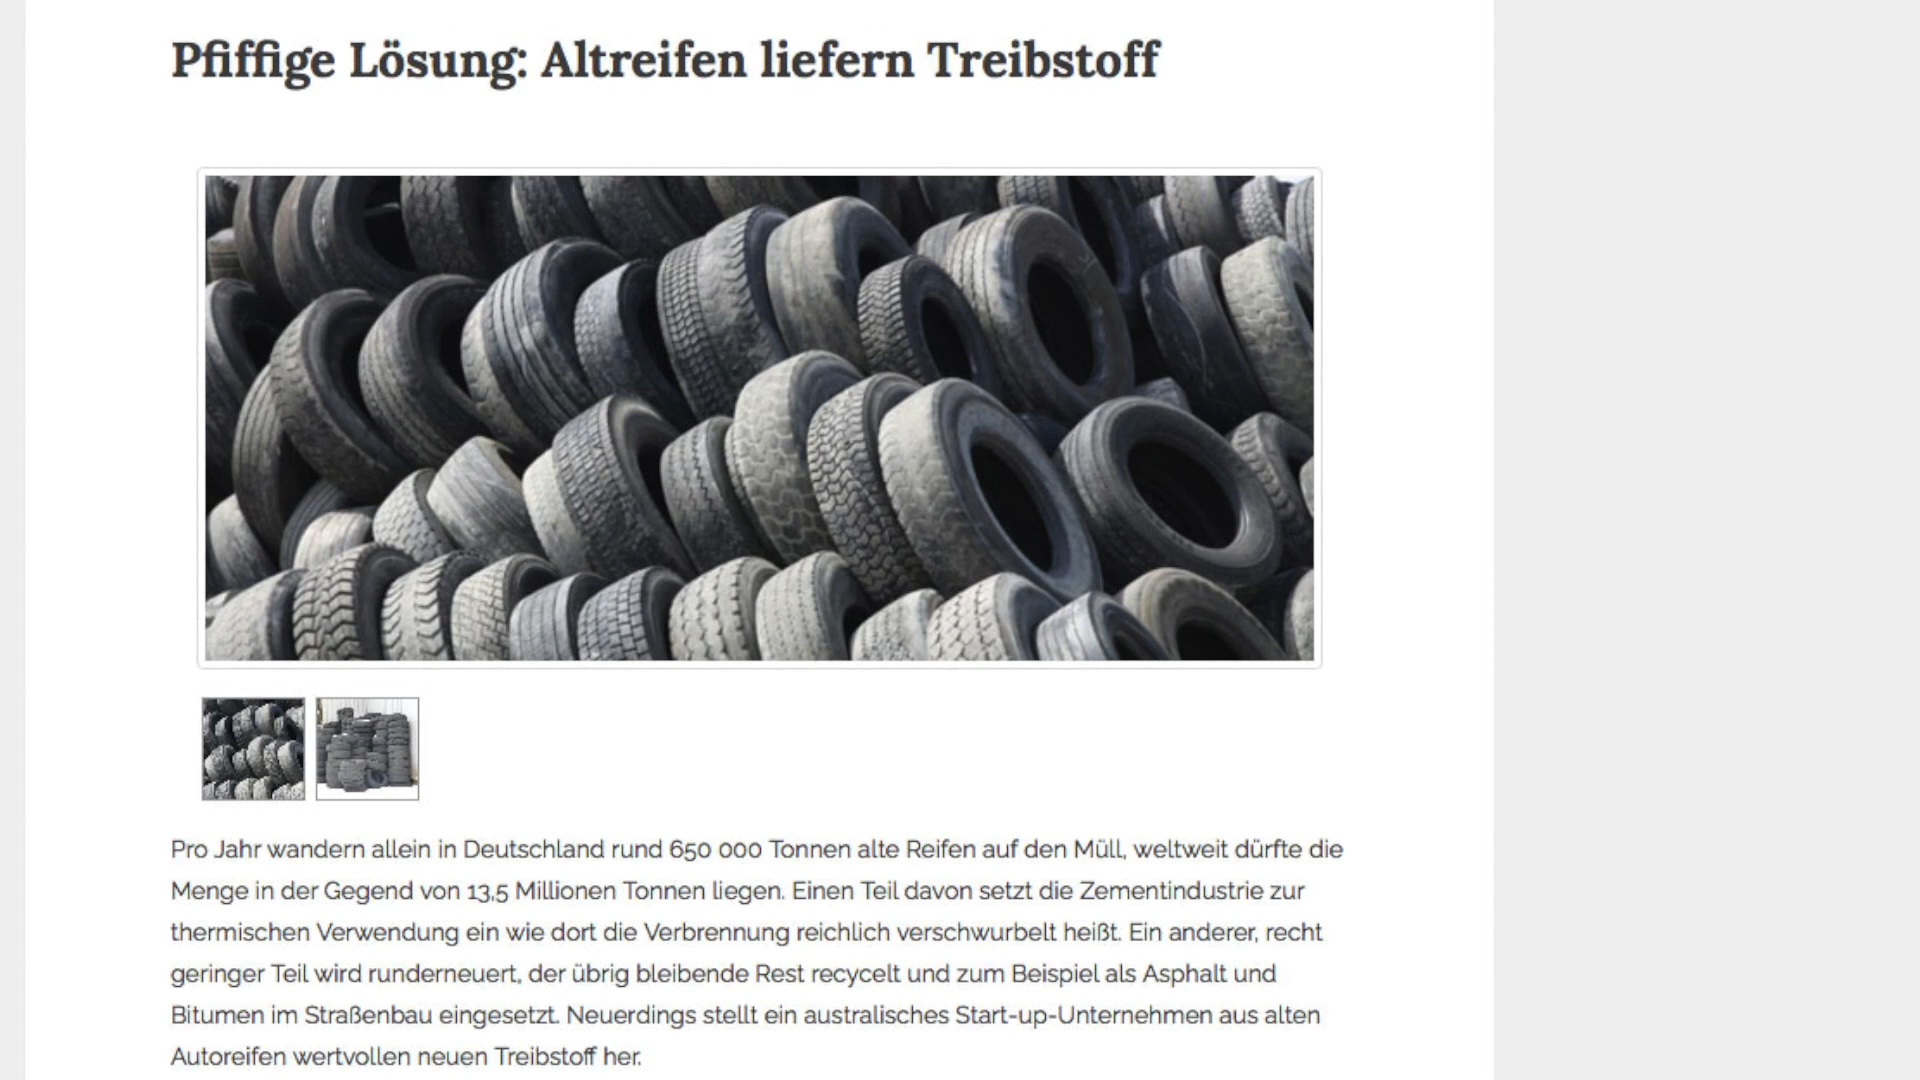 Pfiffige Lösung: Altreifen liefern Treibstoff
Pro Jahr wandern allein in Deutschland rund 650 000 Tonnen alte Reifen auf den Müll, weltweit dürfte die
Menge in der Gegend von 13,5 Millionen Tonnen liegen. Einen Teil davon setzt die Zementindustrie zur
thermischen Verwendung ein wie dort die Verbrennung reichlich verschwurbelt heißt. Ein anderer, recht
geringer Teil wird runderneuert, der übrig bleibende Rest recycelt und zum Beispiel als Asphalt und
Bitumen im Straßenbau eingesetzt. Neuerdings stellt ein australisches Start-up-Unternehmen aus alten
Autoreifen wertvollen neuen Treibstoff her.